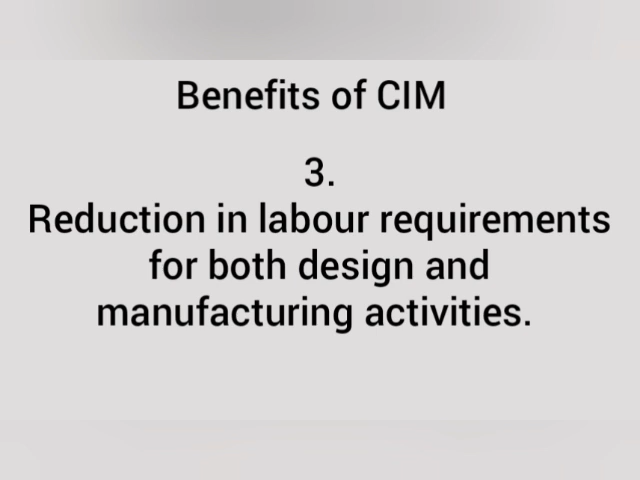 Benefits of CIM
3.
Reduction in labour requirements
for both design and
manufacturing activities.